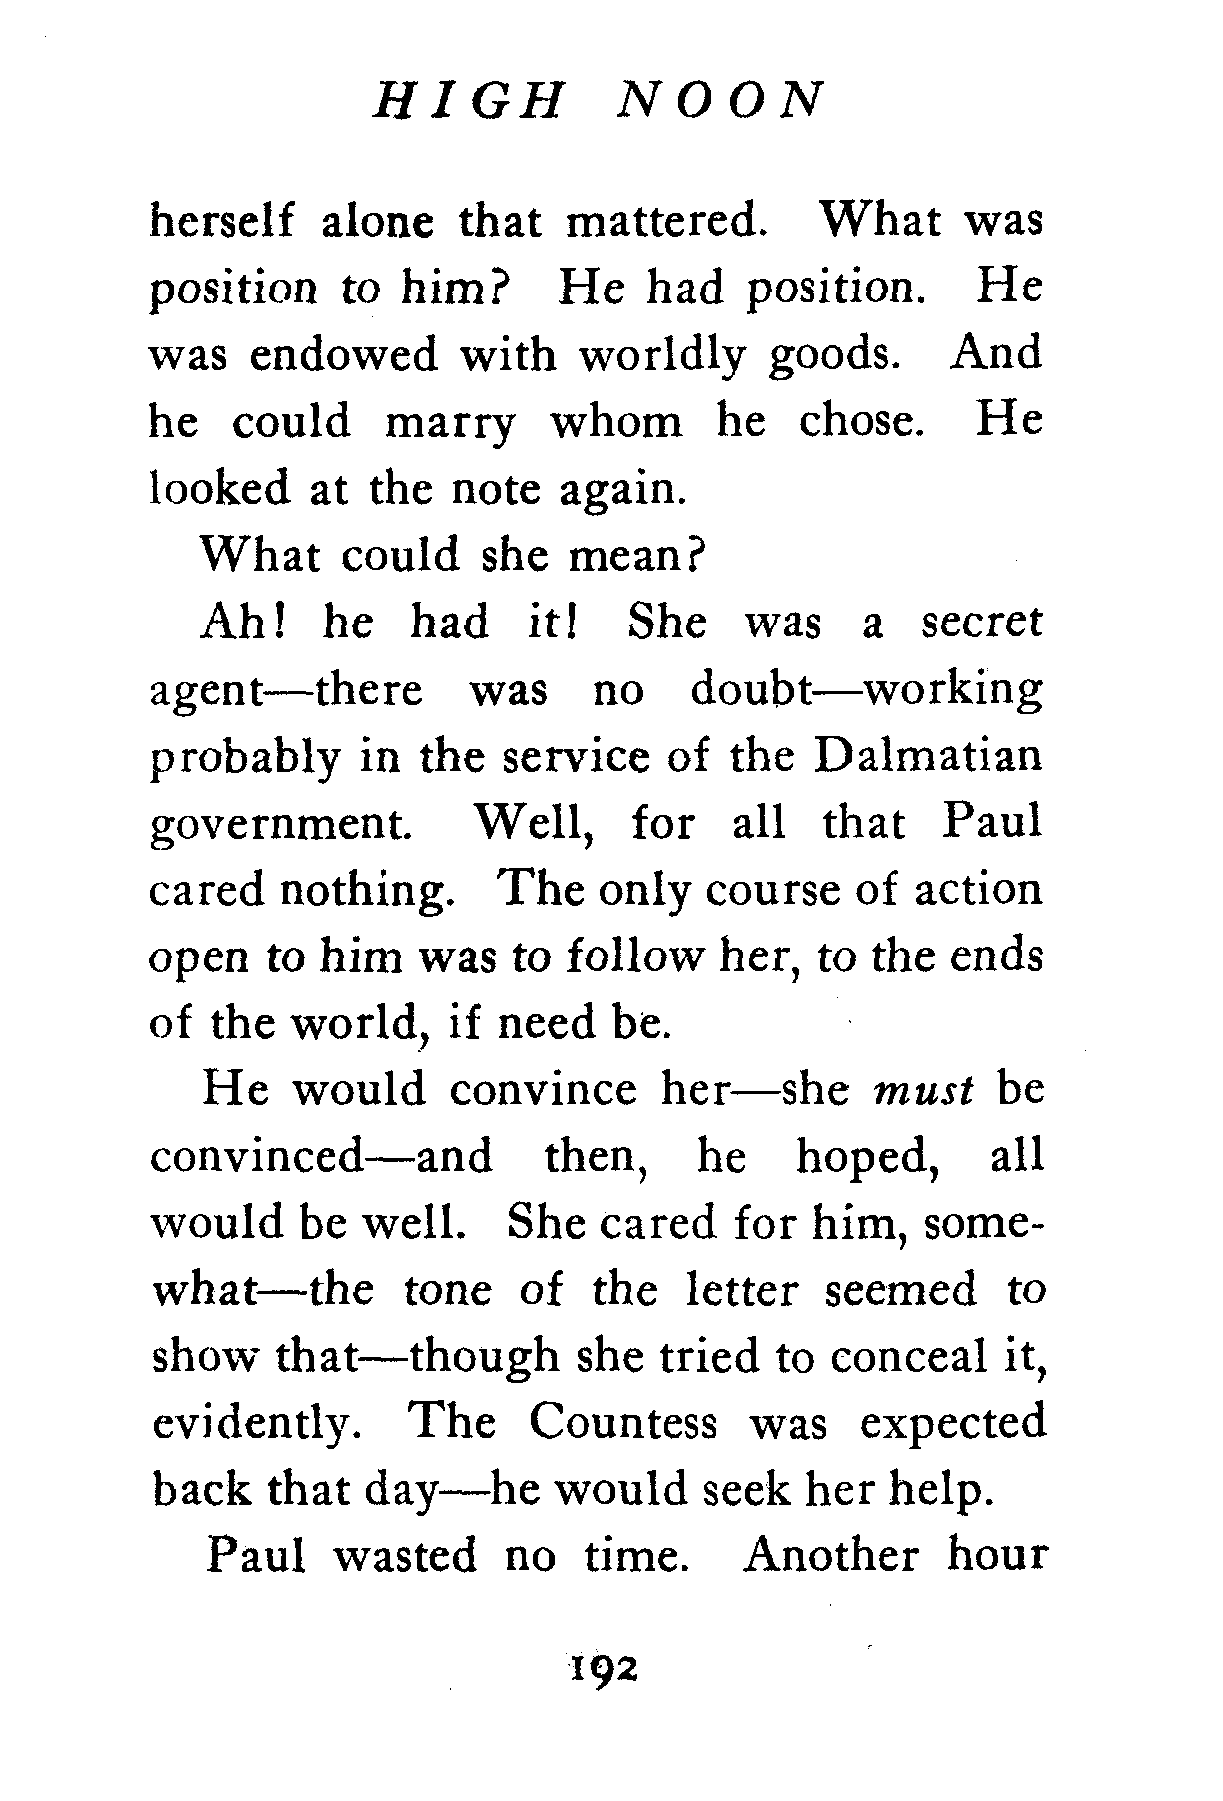 HIGH NOON
herself alone that mattered. What was
position to him? He had position. He
was endowed with worldly goods. And
he could marry whom he chose. He
looked at the note again.
What could she mean?
Ah! he had it! She was a secret
agent—there was no doubt—working
probably in the service of the Dalmatian
government. Well, for all that Paul
cared nothing. The only course of action
open to him was to follow her, to the ends
of the world, if need be.
He would convince her—she must be
convinced—and then, he hoped, all
would be well. She cared for him, some-
what—the tone of the letter seemed to
show that—though she tried to conceal it,
evidently. The Countess was expected
back that day—he would seek her help.
Paul wasted no time. Another hour
192